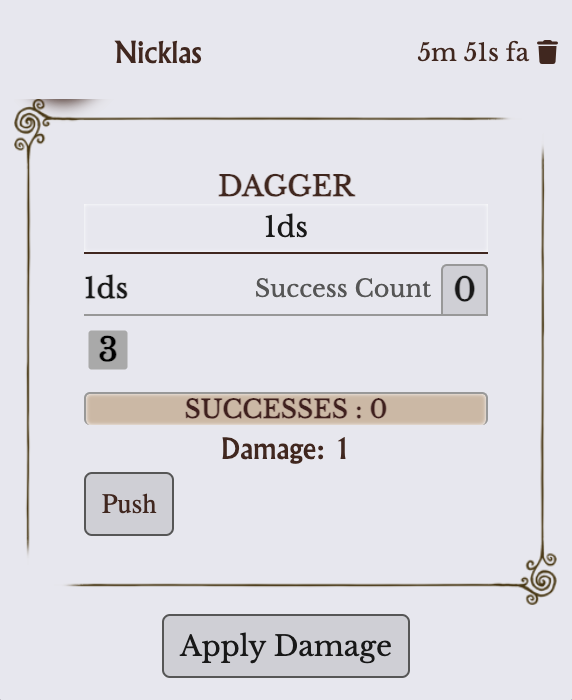 Nicklas 5m 51s fa
DAGGER
1ds
1ds Success Count 0
3
SUCCESSES : 0
Damage: 1
Push
Apply Damage